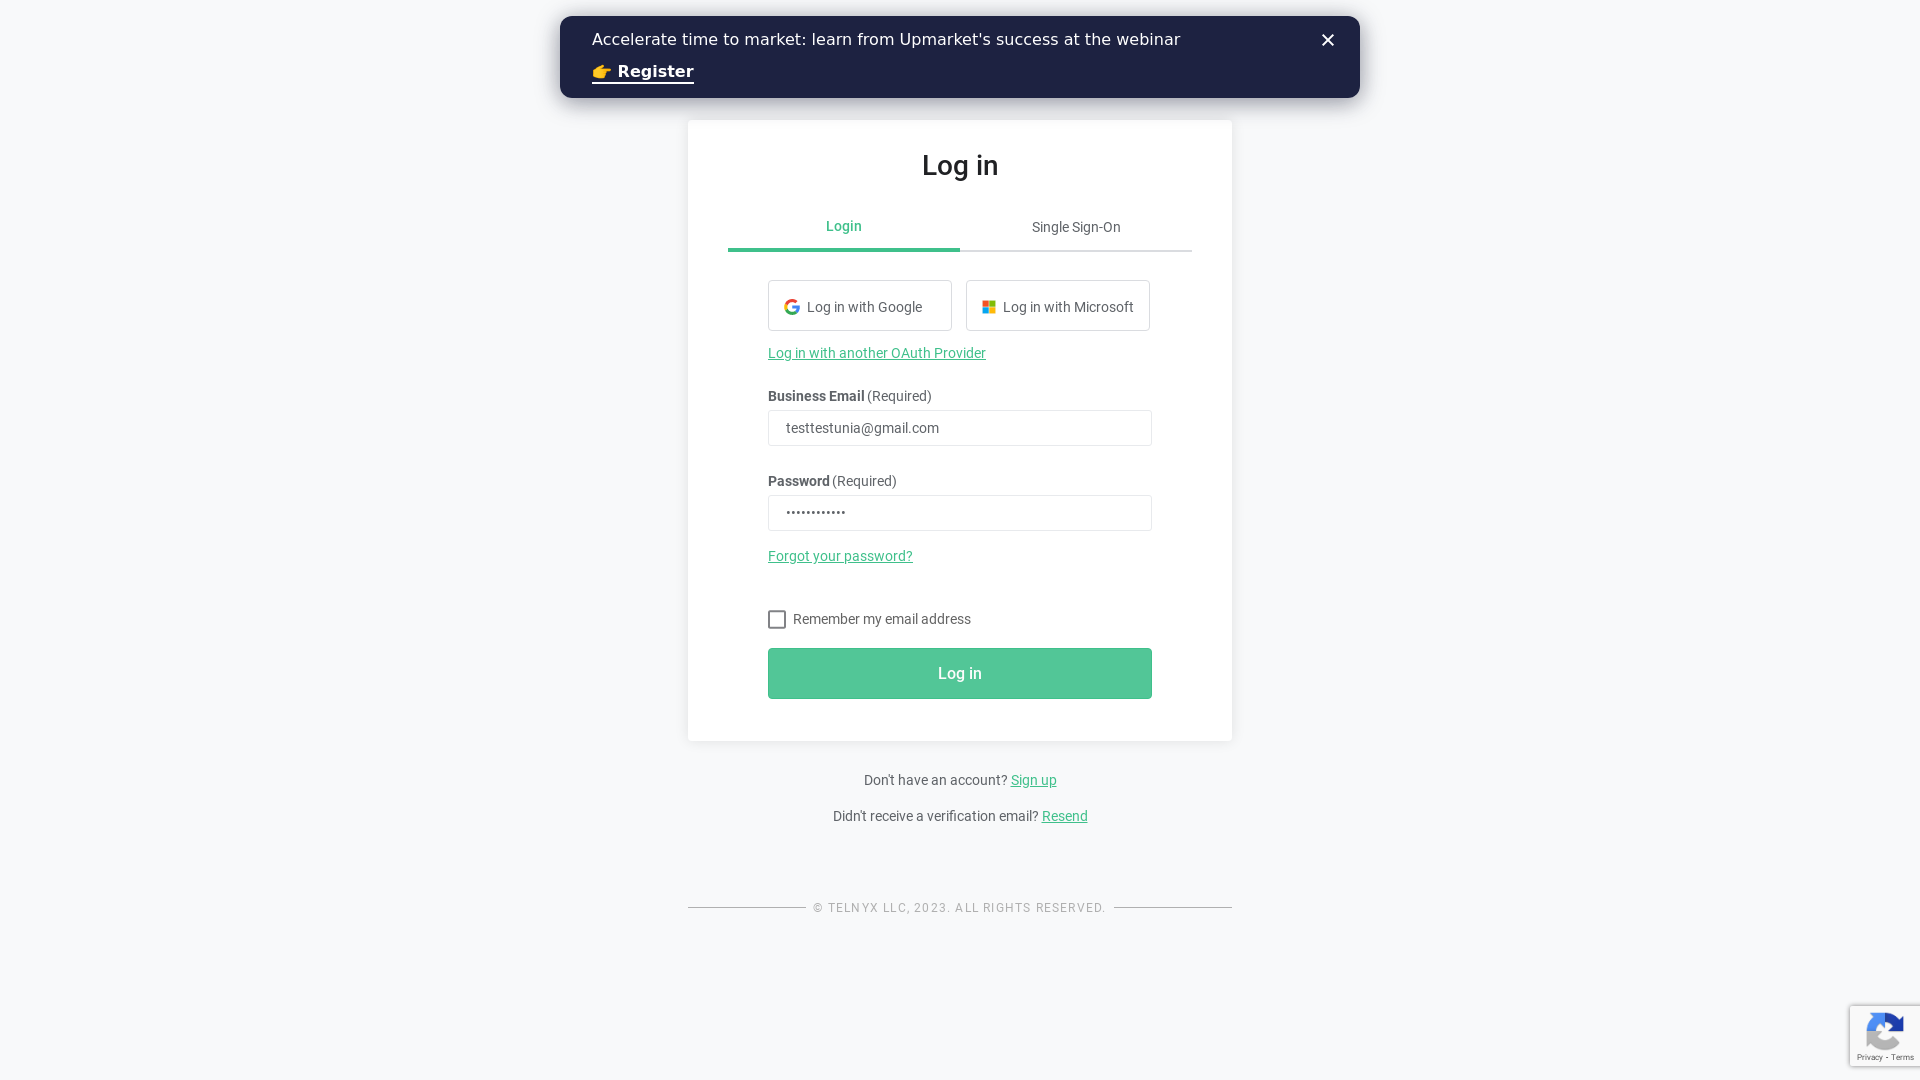 Accelerate time to market: learn from Upmarket's success at the webinar
👉 Register
Log in
Login
Single Sign-On
Log in with Google
Log in with Microsoft
Log in with another OAuth Provider
Business Email (Required)
testtestunia@gmail.com
Password (Required)
••••••••••••
Forgot your password?
Remember my email address
Log in
Don't have an account? Sign up
Didn't receive a verification email? Resend
© TELNYX LLC, 2023. ALL RIGHTS RESERVED.
Privacy - Terms